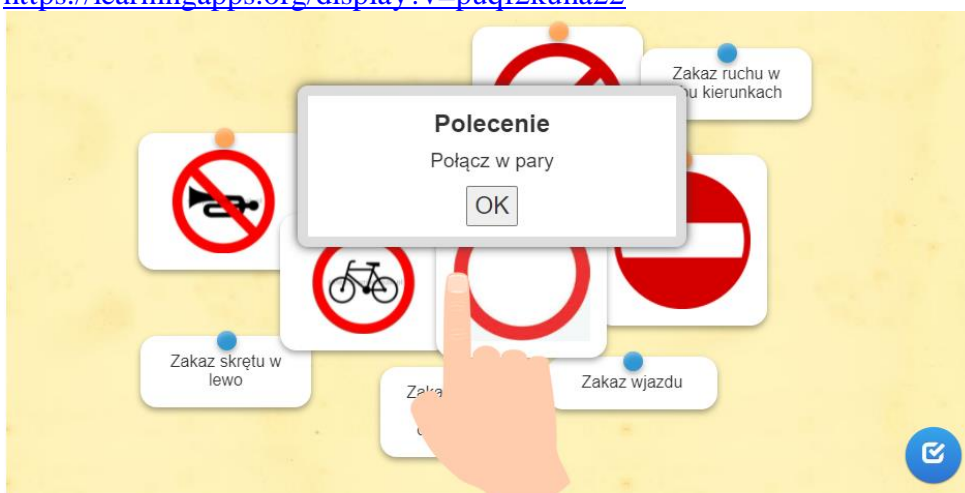 Zakaz ruchu w
kierunkach
Polecenie
Połącz w pary
OK
Zakaz skrętu w
lewo
Zakaz wjazdu